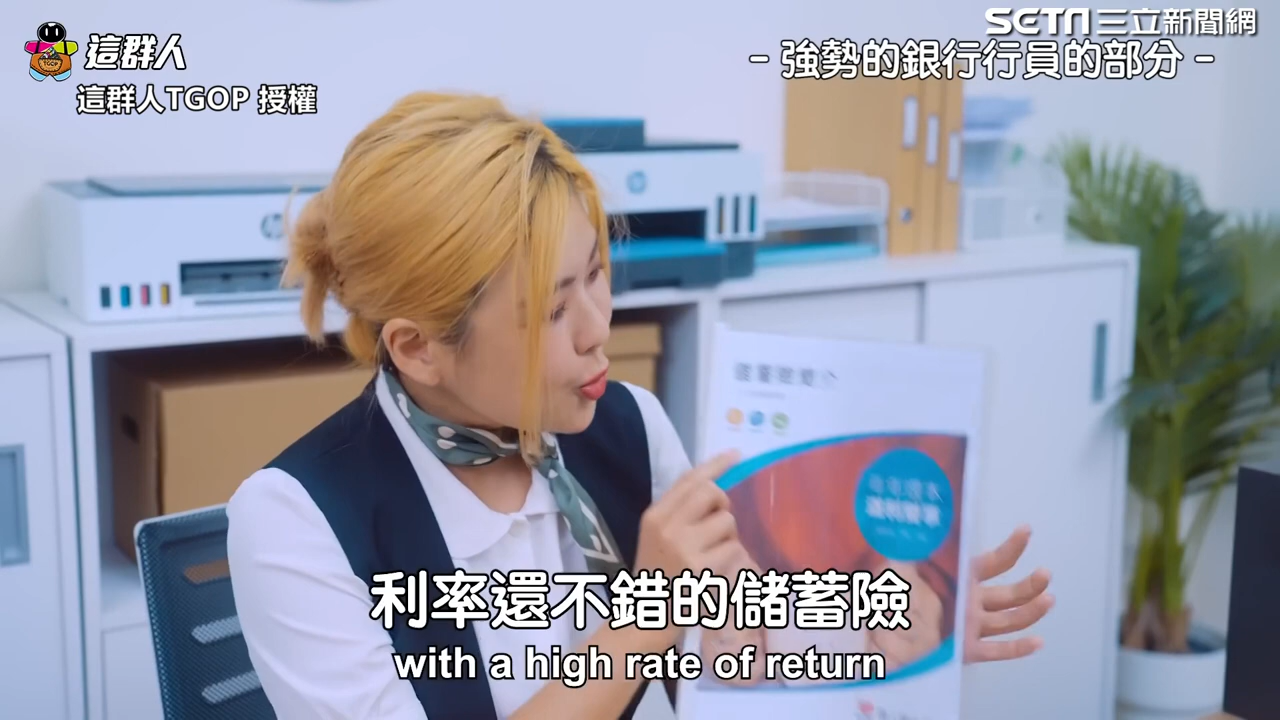 SETN三立新聞網
這群人
- 強勢的銀行行員的部分 -
這群人TGOP 授權
利率還不錯的儲蓄險
with a high rate of return